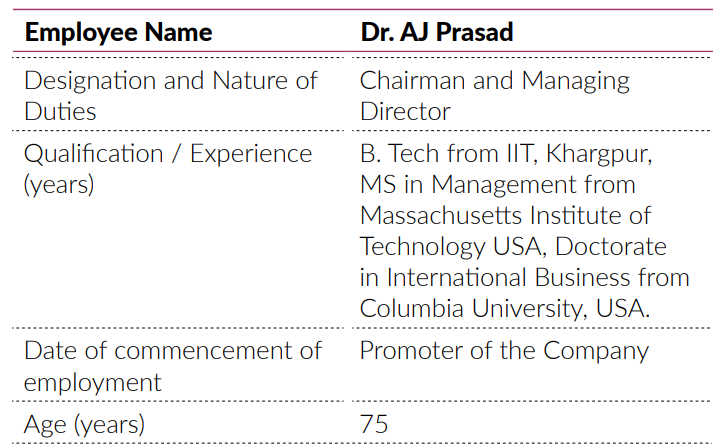 Employee Name Dr. AJ Prasad
Designation and Nature of Chairman and Managing
Duties Director
Qualification / Experience B. Tech from IIT, Khargpur,
(years) MS in Management from
Massachusetts Institute of
Technology USA, Doctorate
in International Business from
Columbia University, USA.
Date of commencement of Promoter of the Company
employment
Age (years) 75